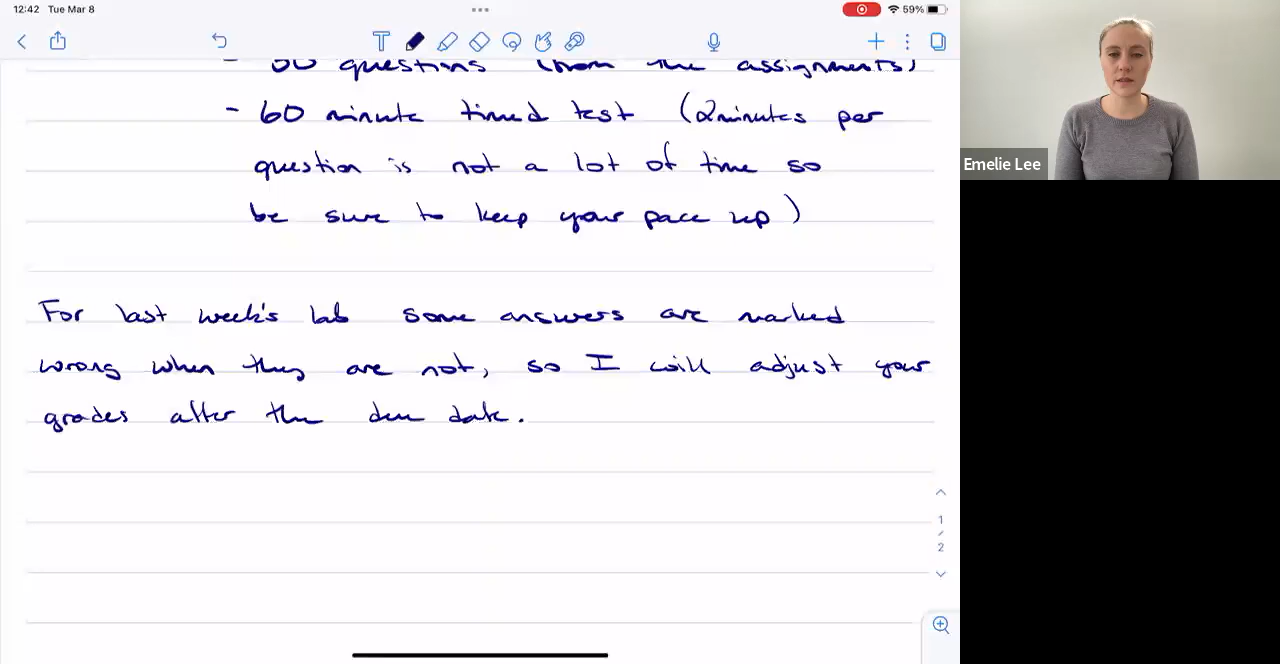 12:42 Tue Mar 8
59%
T
- 30 questions (from the assignments)
- 60 minute timed test (2 minutes per
question is not a lot of time so
be sure to keep your pace up)
For last week's lab some answers are marked
wrong when they are not, so I will adjust your
grades after the due date.
1
/
2
Emelie Lee